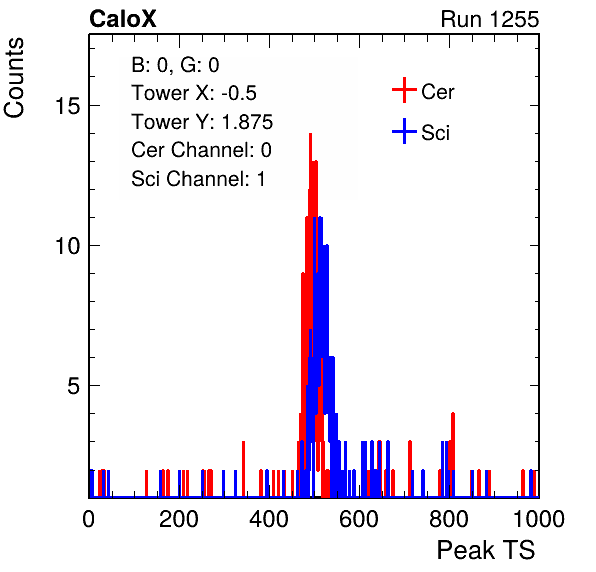 CaloX Run 1255
Counts
B: 0, G: 0
Tower X: -0.5
Tower Y: 1.875
Cer Channel: 0
Sci Channel: 1
Cer
Sci
15
10
5
0 200 400 600 800 1000
Peak TS